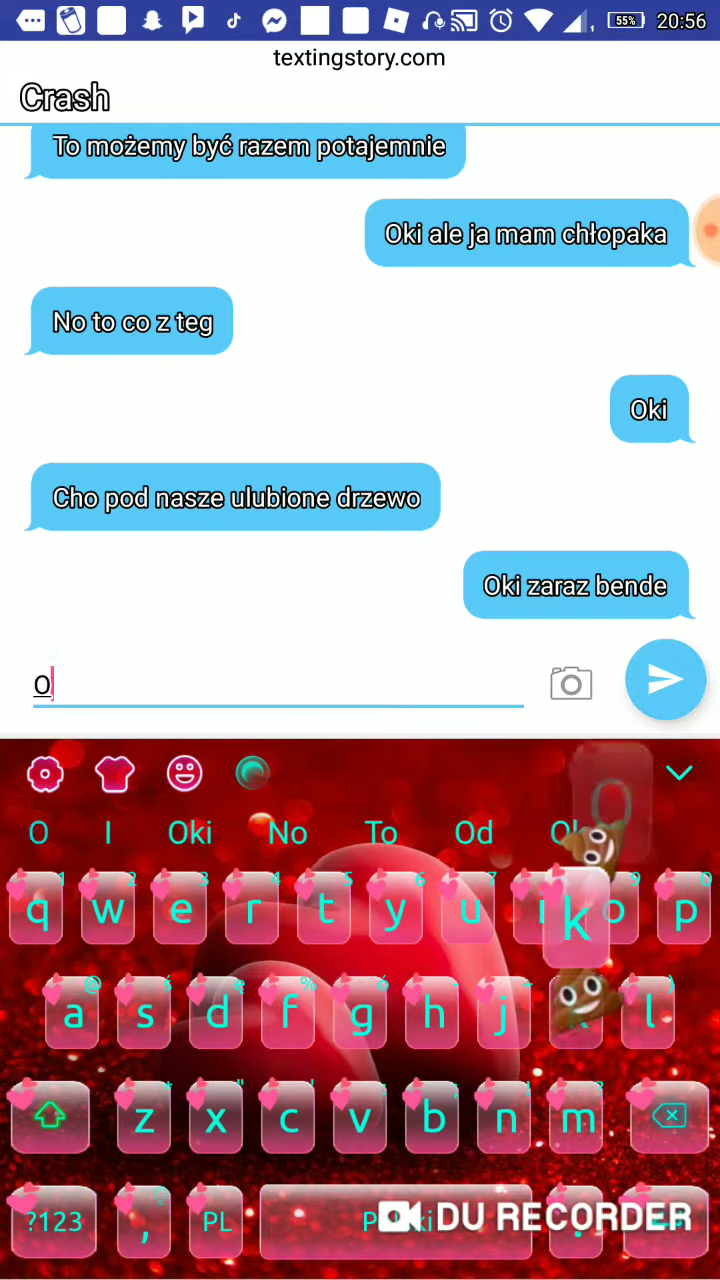 55% 20:56
textingstory.com
Crash
To możemy być razem potajemnie
Oki ale ja mam chłopaka
No to co z teg
Oki
Cho pod nasze ulubione drzewo
Oki zaraz bende
O
O I Oki No To Od
q w e r t y u i o p
a s d f g h j k l
z x c v b n m
?123 , PL
DU RECORDER